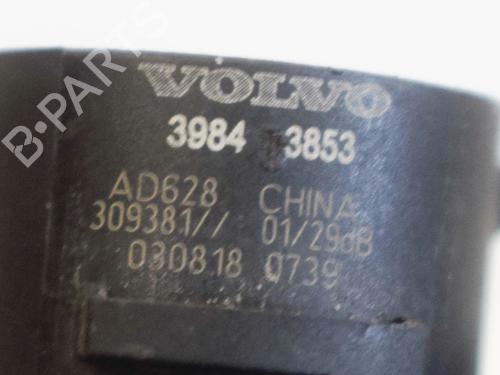 B-PARTS
VOLVO
3984 3853
AD628 CHINA
309381// 01/29dB
030818 0739